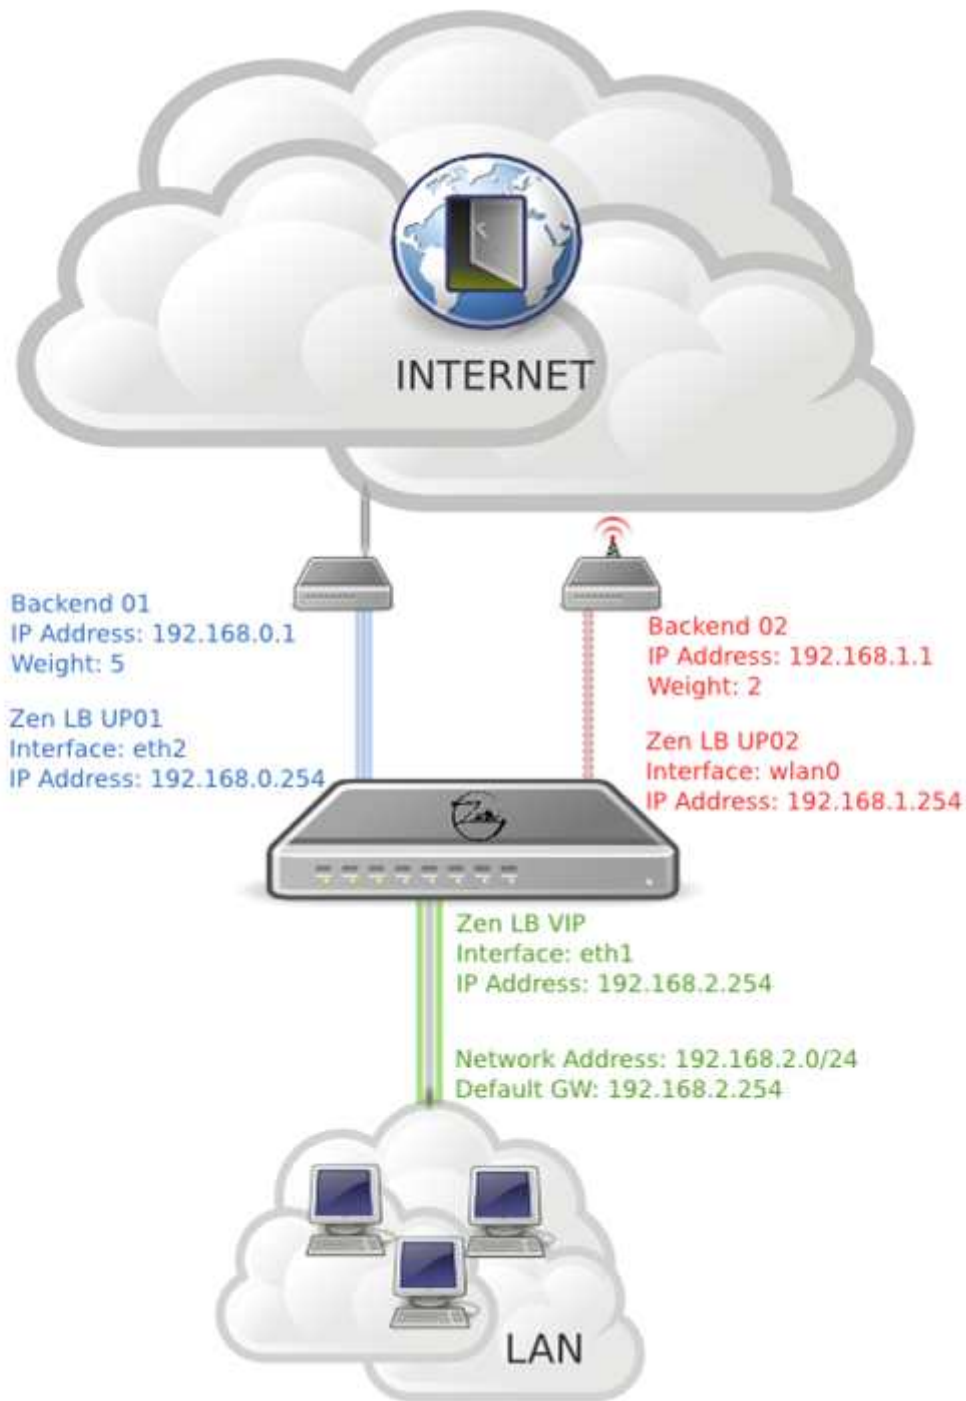 INTERNET
Backend 01
IP Address: 192.168.0.1
Weight: 5
Zen LB UP01
Interface: eth2
IP Address: 192.168.0.254
Backend 02
IP Address: 192.168.1.1
Weight: 2
Zen LB UP02
Interface: wlan0
IP Address: 192.168.1.254
Zen
Zen LB VIP
Interface: eth1
IP Address: 192.168.2.254
Network Address: 192.168.2.0/24
Default GW: 192.168.2.254
LAN